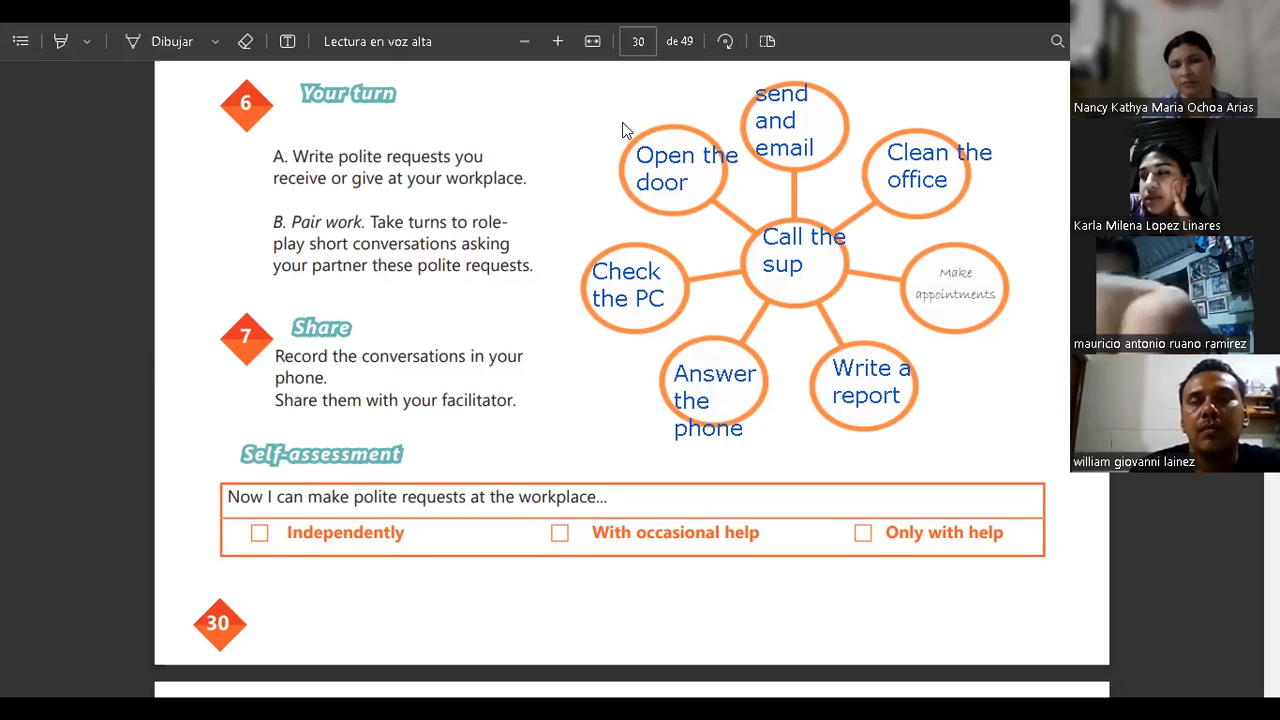 Dibujar
Lectura en voz alta
30
de 49
6
Your turn
A. Write polite requests you
receive or give at your workplace.
B. Pair work. Take turns to role-
play short conversations asking
your partner these polite requests.
7
Share
Record the conversations in your
phone.
Share them with your facilitator.
send
and
email
Open the
door
Clean the
office
Call the
sup
Check
the PC
Make
appointments
Answer
the
phone
Write a
report
Self-assessment
Now I can make polite requests at the workplace...
Independently
With occasional help
Only with help
30
Nancy Kathya Maria Ochoa Arias
Karla Milena Lopez Linares
mauricio antonio ruano ramirez
william giovanni lainez